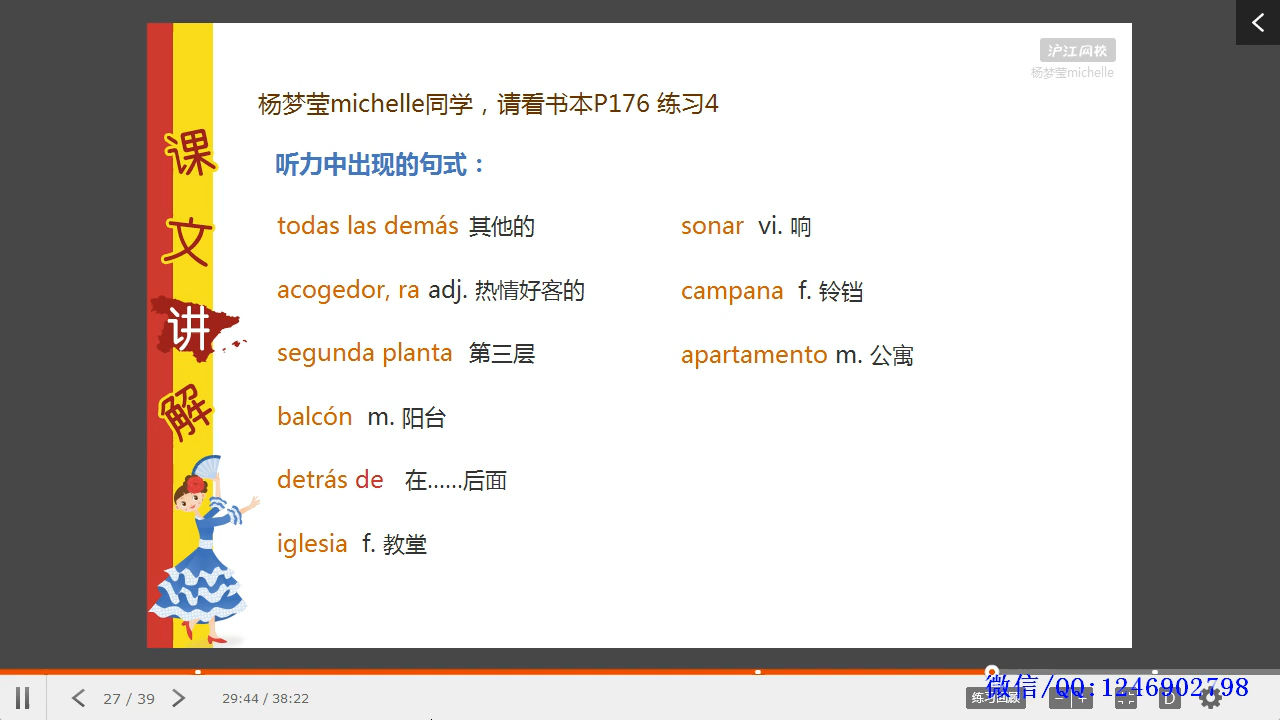 沪江网校
杨梦莹michelle
杨梦莹michelle同学，请看书本P176 练习4
听力中出现的句式：
todas las demás 其他的
acogedor, ra adj. 热情好客的
segunda planta 第三层
balcón m. 阳台
detrás de 在……后面
iglesia f. 教堂
sonar vi. 响
campana f. 铃铛
apartamento m. 公寓
课文讲解
27 / 39
29:44 / 38:22
练习回顾
D
微信/QQ:1246902798